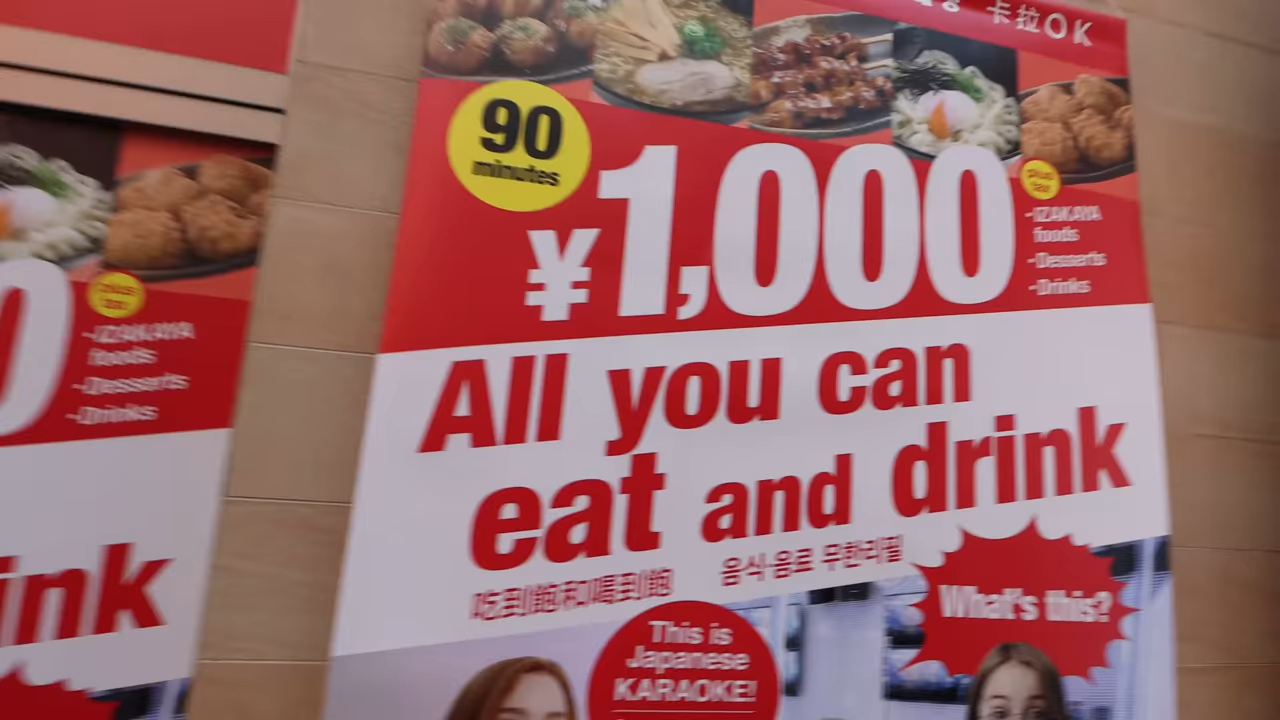 卡拉OK
90
minutes
¥1,000
plus
tax
-IZAKAYA
foods
-Desserts
-Drinks
All you can
eat and drink
吃到飽和喝到飽
음식·음료 무한리필
What's this?
This is
Japanese
KARAOKE!
0
plus
tax
-IZAKAYA
foods
-Desserts
-Drinks
ink